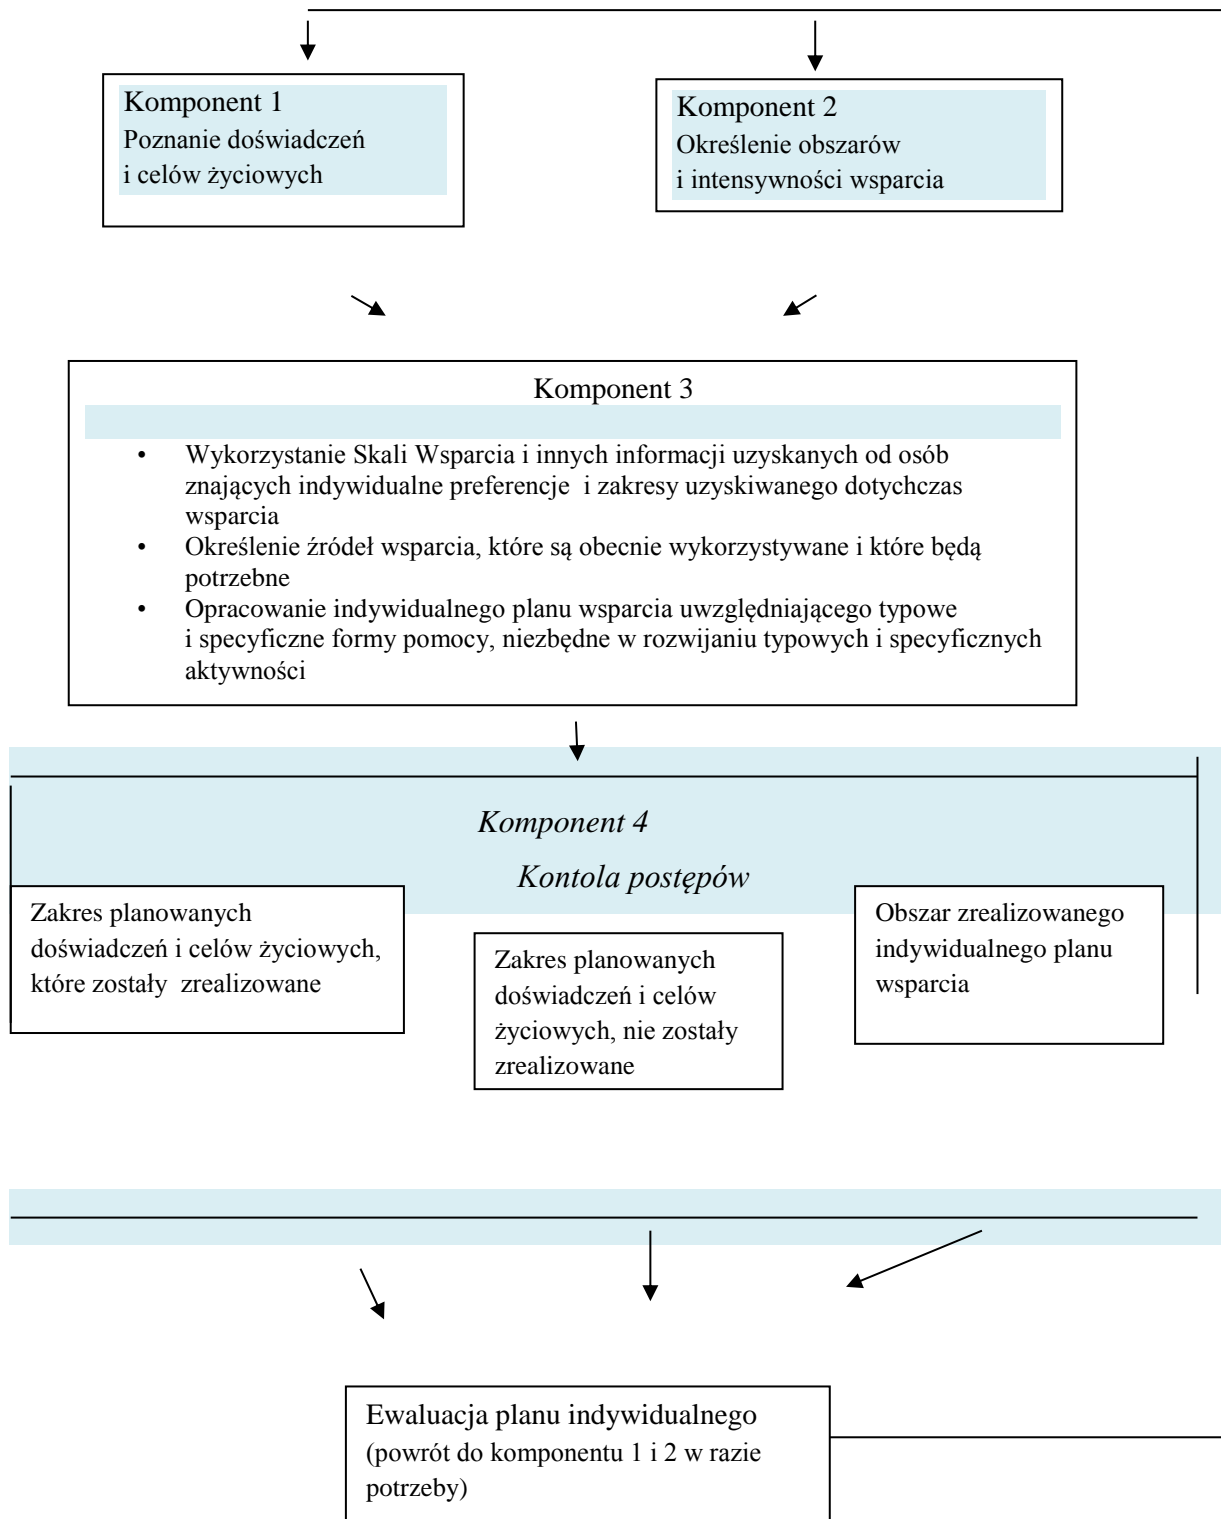 Komponent 1
Poznanie doświadczeń
i celów życiowych
Komponent 2
Określenie obszarów
i intensywności wsparcia
Komponent 3
• Wykorzystanie Skali Wsparcia i innych informacji uzyskanych od osób
znających indywidualne preferencje i zakresy uzyskiwanego dotychczas
wsparcia
• Określenie źródeł wsparcia, które są obecnie wykorzystywane i które będą
potrzebne
• Opracowanie indywidualnego planu wsparcia uwzględniającego typowe
i specyficzne formy pomocy, niezbędne w rozwijaniu typowych i specyficznych
aktywności
Komponent 4
Kontola postępów
Zakres planowanych
doświadczeń i celów życiowych,
które zostały zrealizowane
Zakres planowanych
doświadczeń i celów
życiowych, nie zostały
zrealizowane
Obszar zrealizowanego
indywidualnego planu
wsparcia
Ewaluacja planu indywidualnego
(powrót do komponentu 1 i 2 w razie
potrzeby)